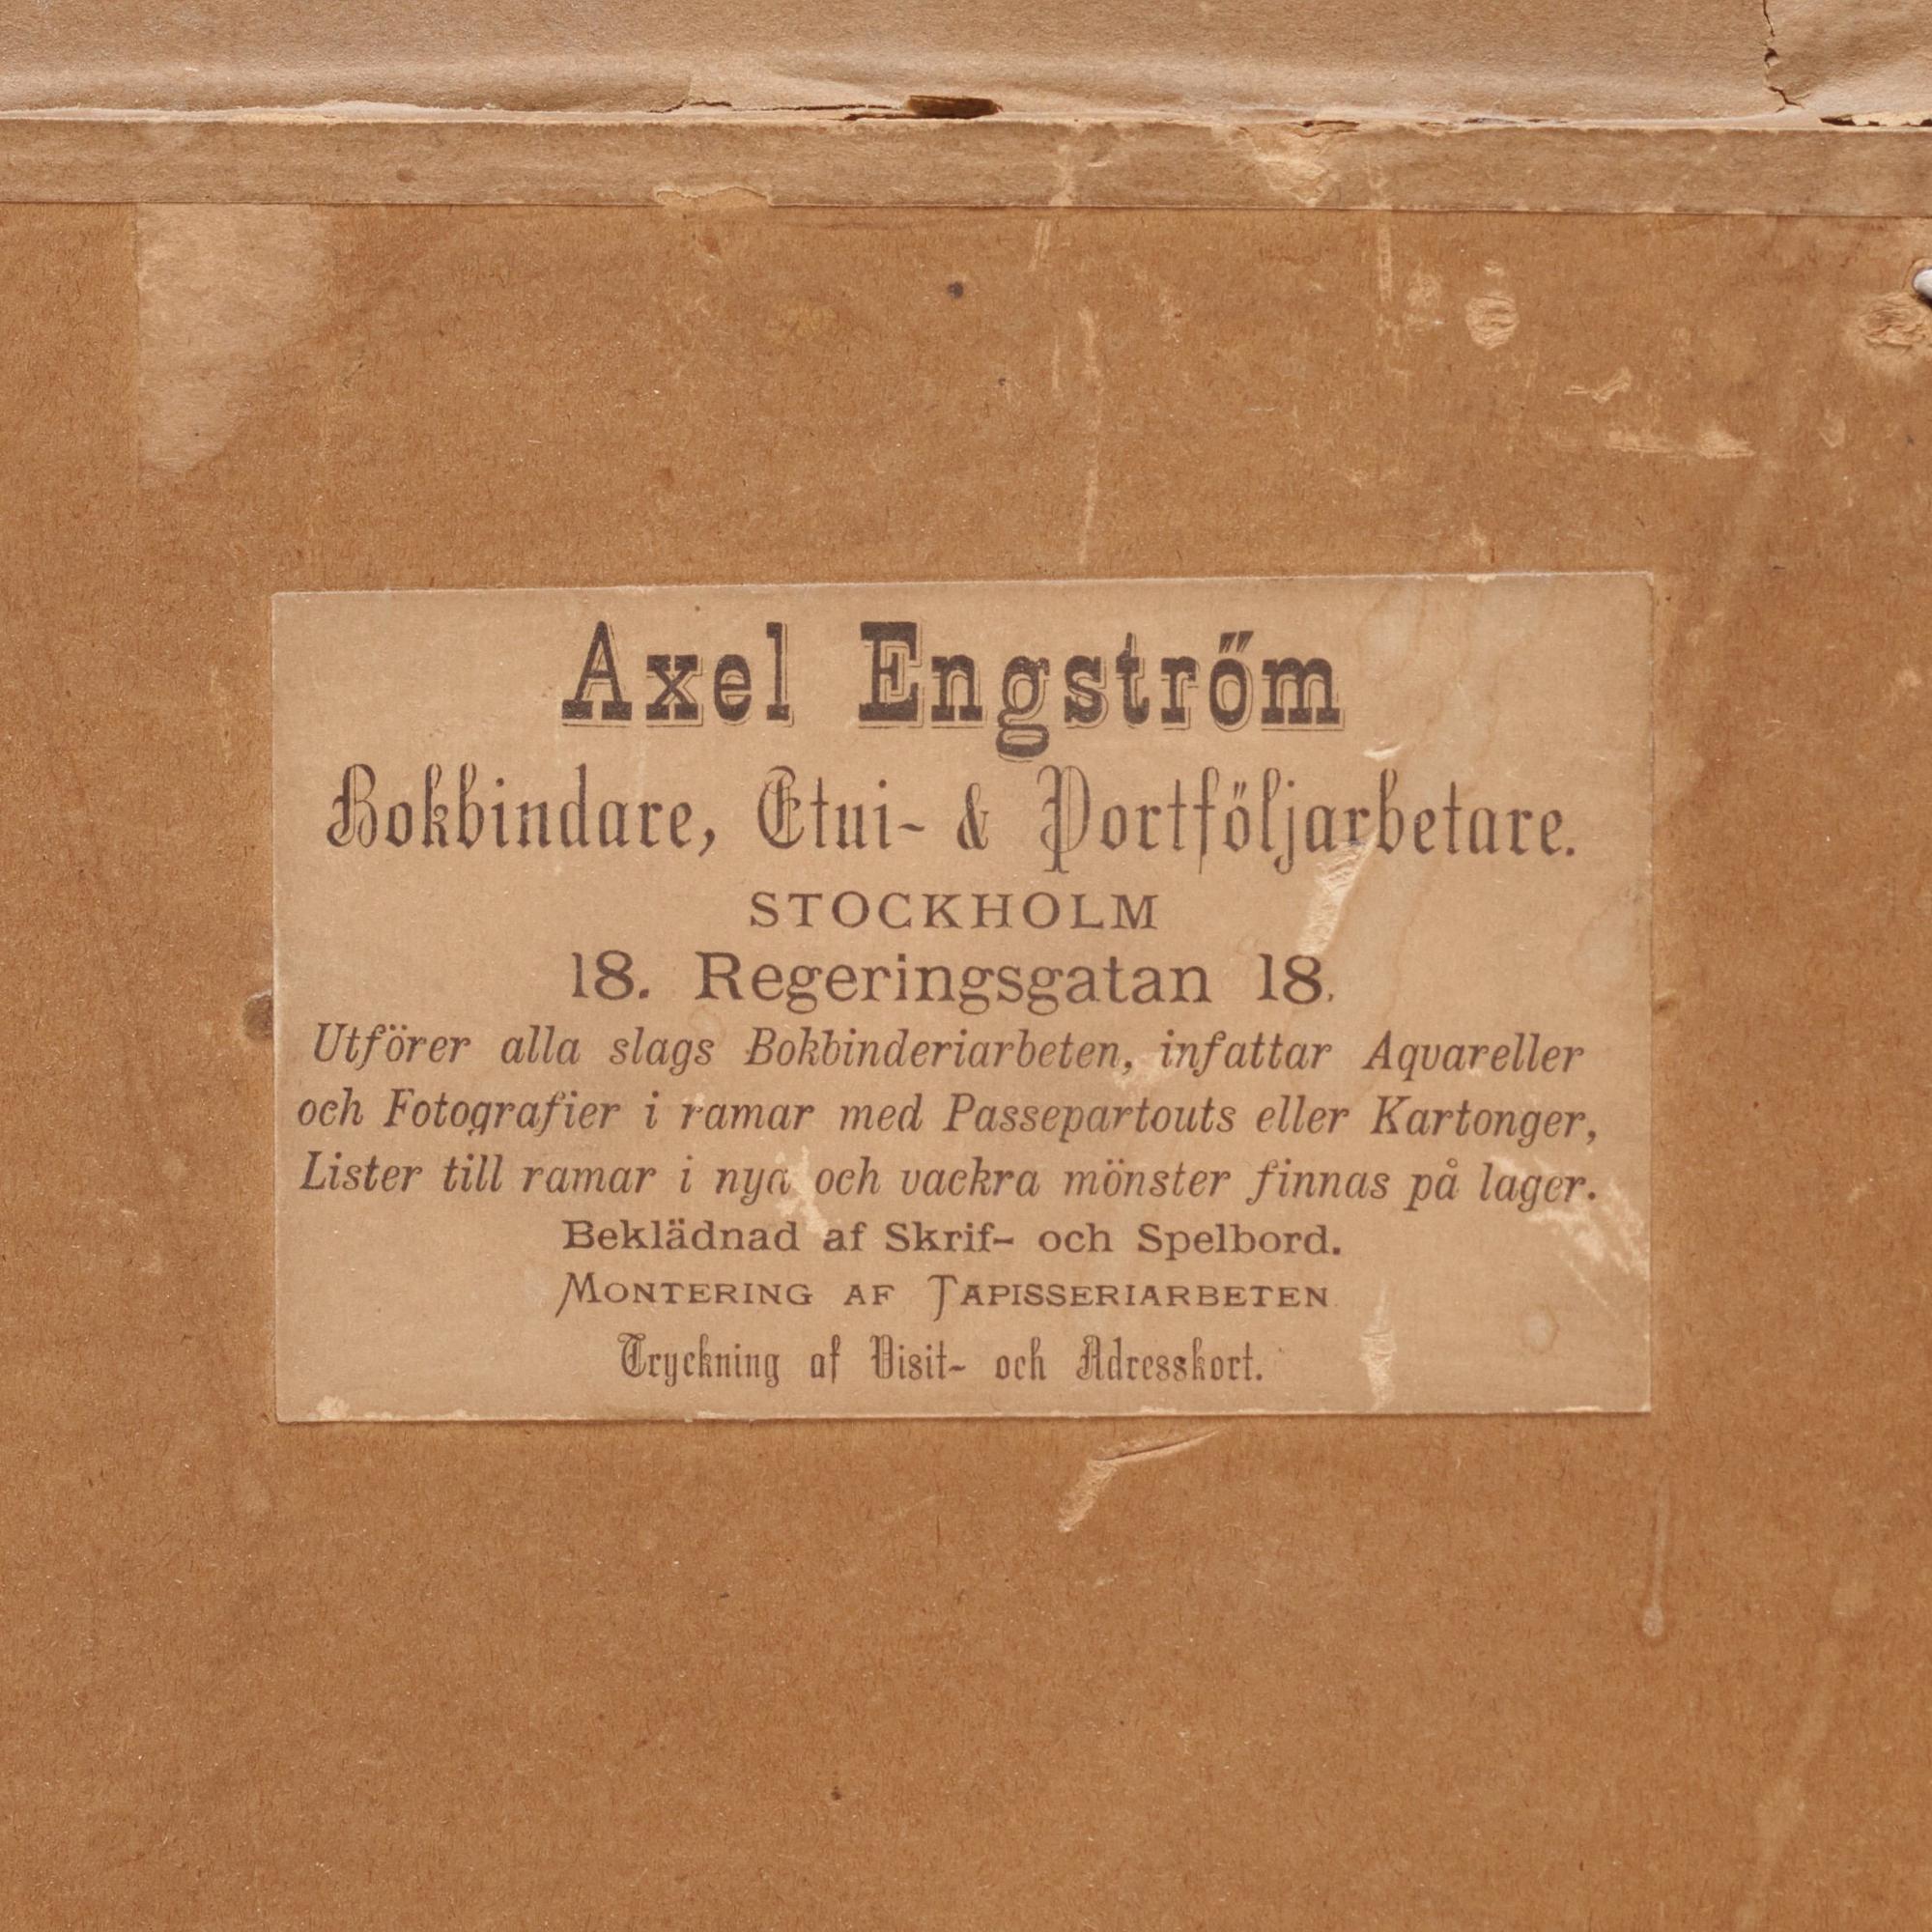 Axel Engström
Bokbindare, Etui- & Portföljarbetare.
STOCKHOLM
18. Regeringsgatan 18.
Utförer alla slags Bokbinderiarbeten, infattar Aqvareller
och Fotografier i ramar med Passepartouts eller Kartonger,
Lister till ramar i nya och vackra mönster finnas på lager.
Beklädnad af Skrif- och Spelbord.
MONTERING AF TAPISSERIARBETEN
Tryckning af Visit- och Adresskort.